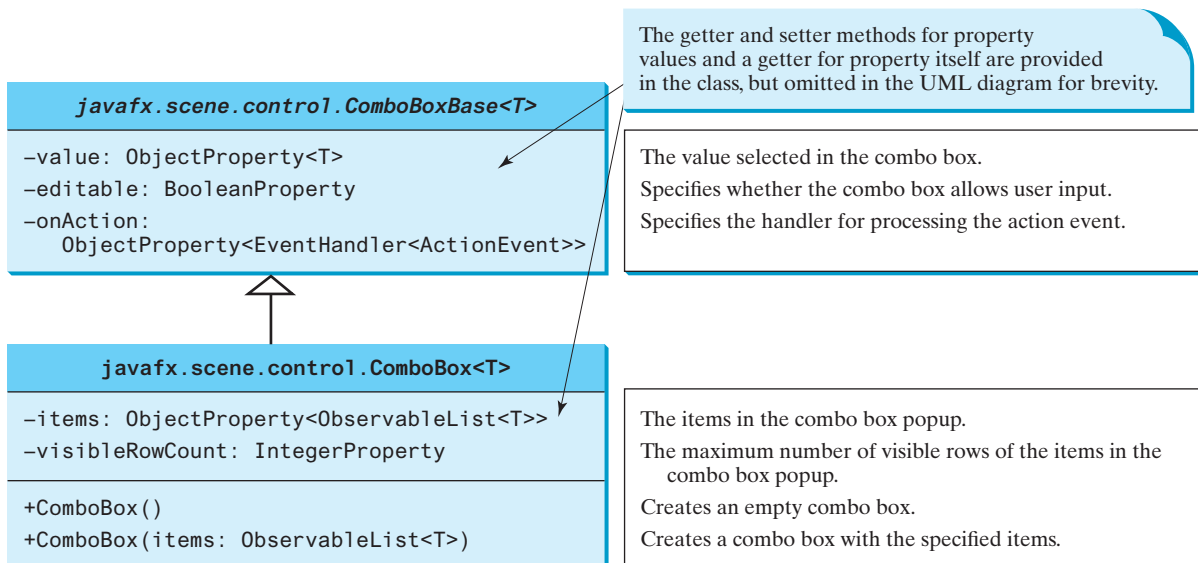 The getter and setter methods for property
values and a getter for property itself are provided
in the class, but omitted in the UML diagram for brevity.
javafx.scene.control.ComboBoxBase<T>
–value: ObjectProperty<T>
–editable: BooleanProperty
–onAction:
ObjectProperty<EventHandler<ActionEvent>>
The value selected in the combo box.
Specifies whether the combo box allows user input.
Specifies the handler for processing the action event.
javafx.scene.control.ComboBox<T>
–items: ObjectProperty<ObservableList<T>>
–visibleRowCount: IntegerProperty
+ComboBox()
+ComboBox(items: ObservableList<T>)
The items in the combo box popup.
The maximum number of visible rows of the items in the
combo box popup.
Creates an empty combo box.
Creates a combo box with the specified items.